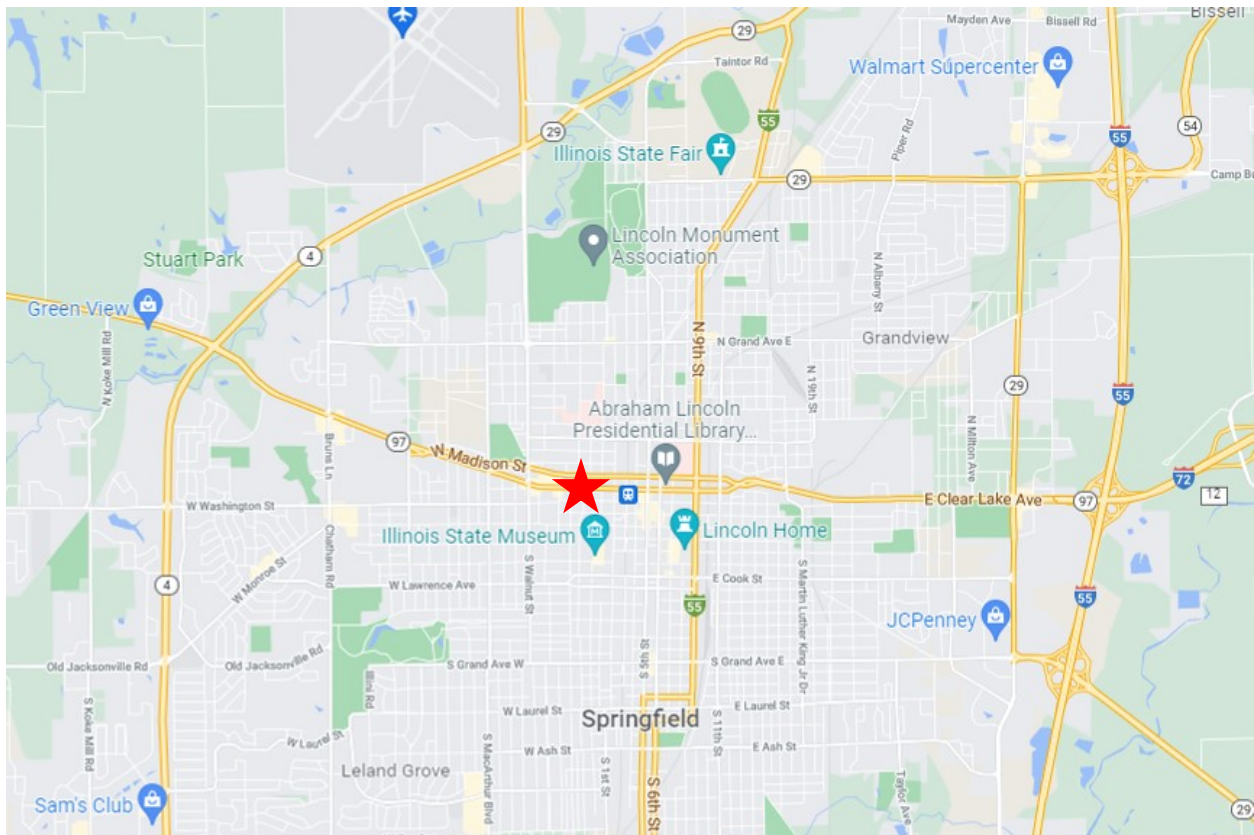 Mayden Ave
Bissell Rd
Bissell
29
Taintor Rd
Walmart Supercenter
55
54
29
55
Piper Rd
Illinois State Fair
29
Camp Bu
Lincoln Monument
Association
Stuart Park
4
N Albany St
Green View
N Koke Mill Rd
N 9th St
N Grand Ave E
Grandview
N 19th St
29
55
Abraham Lincoln
Presidential Library...
Bruns Ln
97
W Madison St
N Milton Ave
72
12
E Clear Lake Ave
97
W Washington St
Illinois State Museum
Lincoln Home
Chatham Rd
W Monroe St
S Walnut St
W Lawrence Ave
E Cook St
S Martin Luther King Jr Dr
4
55
55
JCPenney
Old Jacksonville Rd
Old Jacksonville Rd
S Grand Ave W
S 5th St
S Grand Ave E
Illini Rd
S Koke Mill Rd
W Laurel St
Springfield
E Laurel St
S 11th St
W Laurel St
S MacArthur Blvd
W Ash St
E Ash St
Leland Grove
S 1st St
S 6th St
Taylor Ave
Sam's Club
29